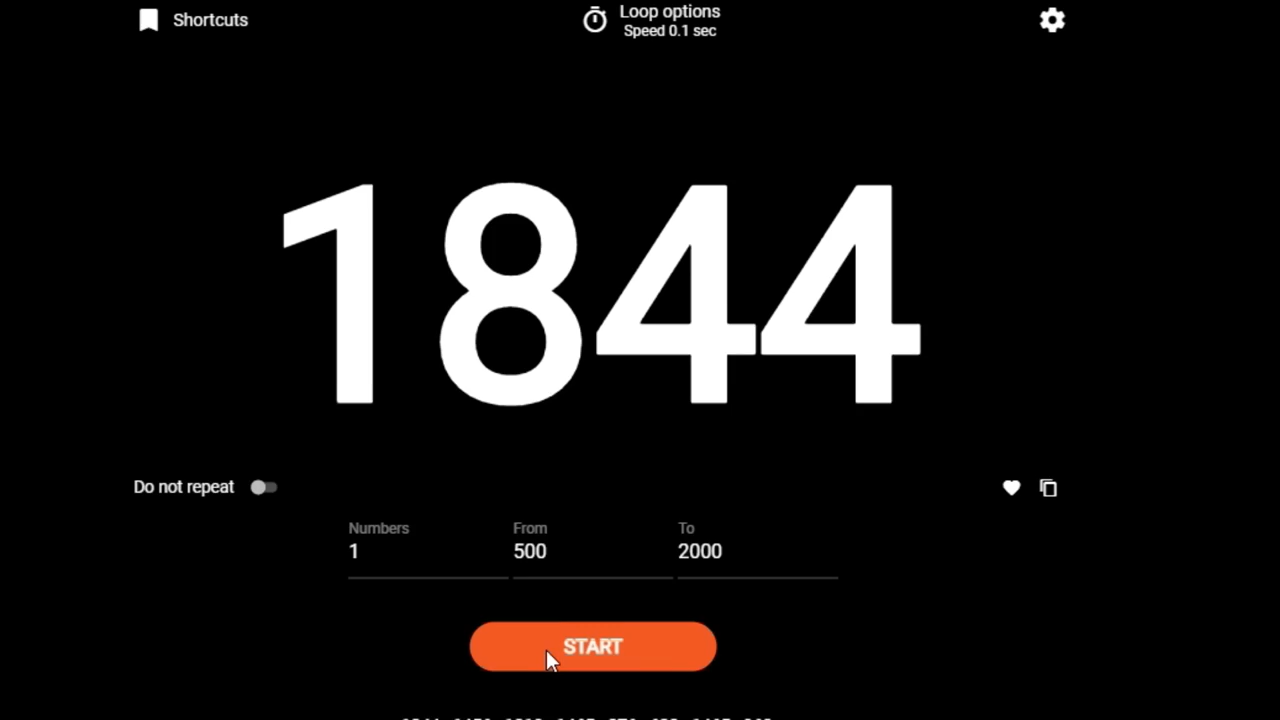 Shortcuts
Loop options
Speed 0.1 sec
1844
Do not repeat
Numbers
From
To
1
500
2000
START